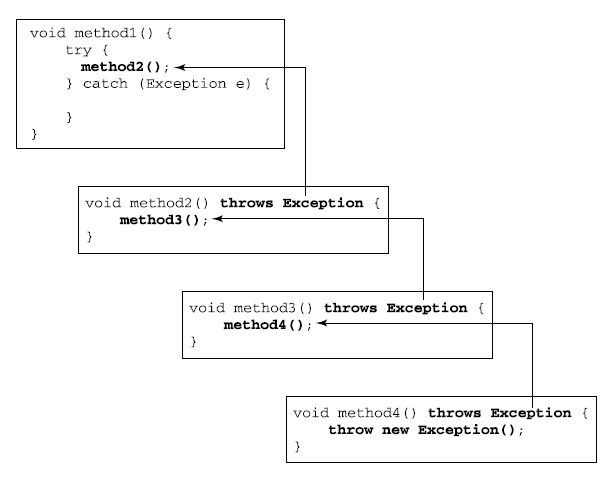 void method1() {
try {
method2();
} catch (Exception e) {
}
}
void method2() throws Exception {
method3();
}
void method3() throws Exception {
method4();
}
void method4() throws Exception {
throw new Exception();
}